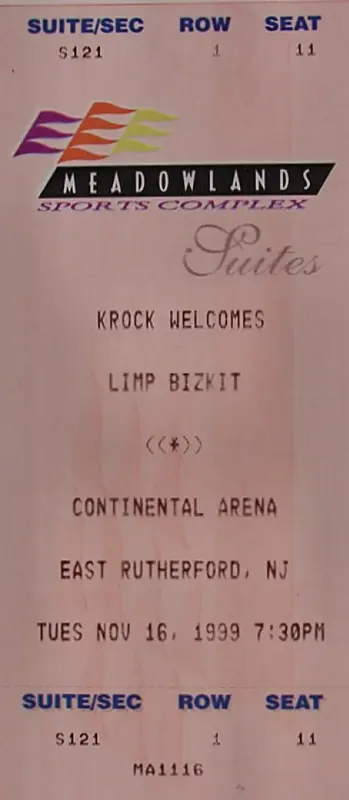 SUITE/SEC ROW SEAT
S121 1 11
MEADOWLANDS
SPORTS COMPLEX
Suites
KROCK WELCOMES
LIMP BIZKIT
((*))
CONTINENTAL ARENA
EAST RUTHERFORD, NJ
TUES NOV 16, 1999 7:30PM
SUITE/SEC ROW SEAT
S121 1 11
MA1116